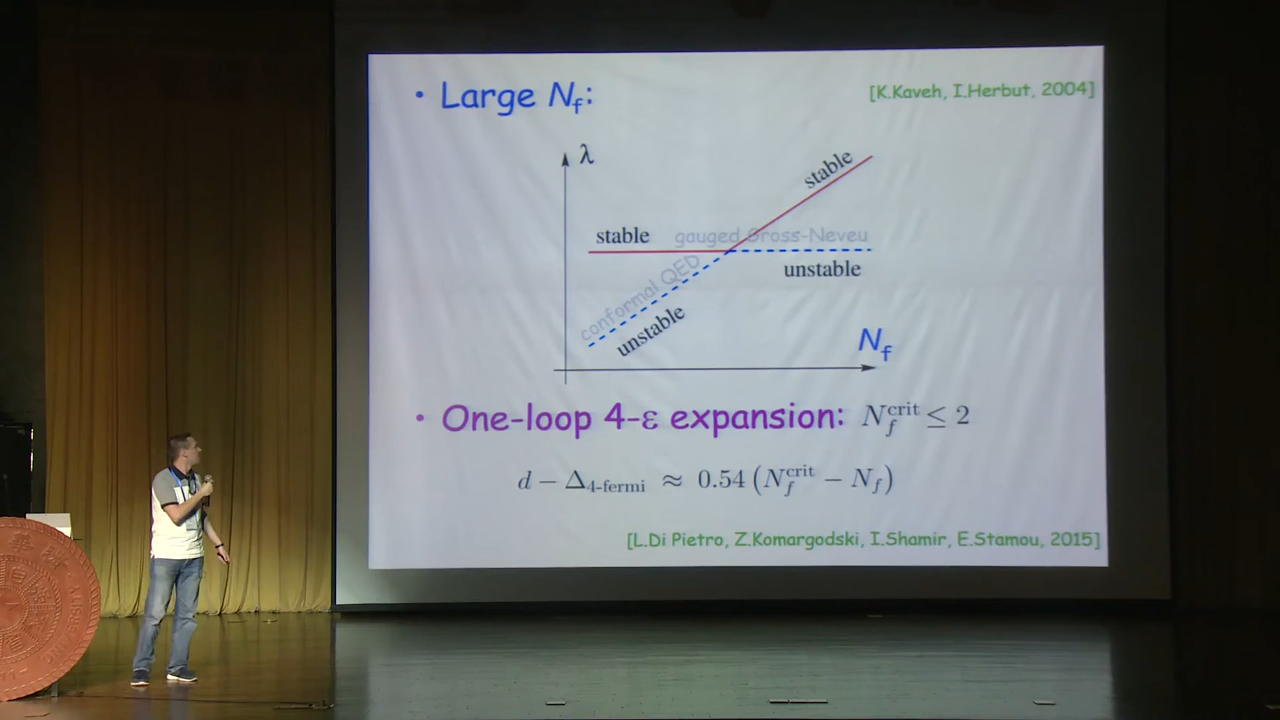 • Large N_f:
[K.Kaveh, I.Herbut, 2004]
λ
stable
stable
gauged Gross-Neveu
unstable
conformal QED
unstable
N_f
• One-loop 4-ε expansion: N_f^crit ≤ 2
d − Δ_4-fermi ≈ 0.54 (N_f^crit − N_f)
[L.Di Pietro, Z.Komargodski, I.Shamir, E.Stamou, 2015]